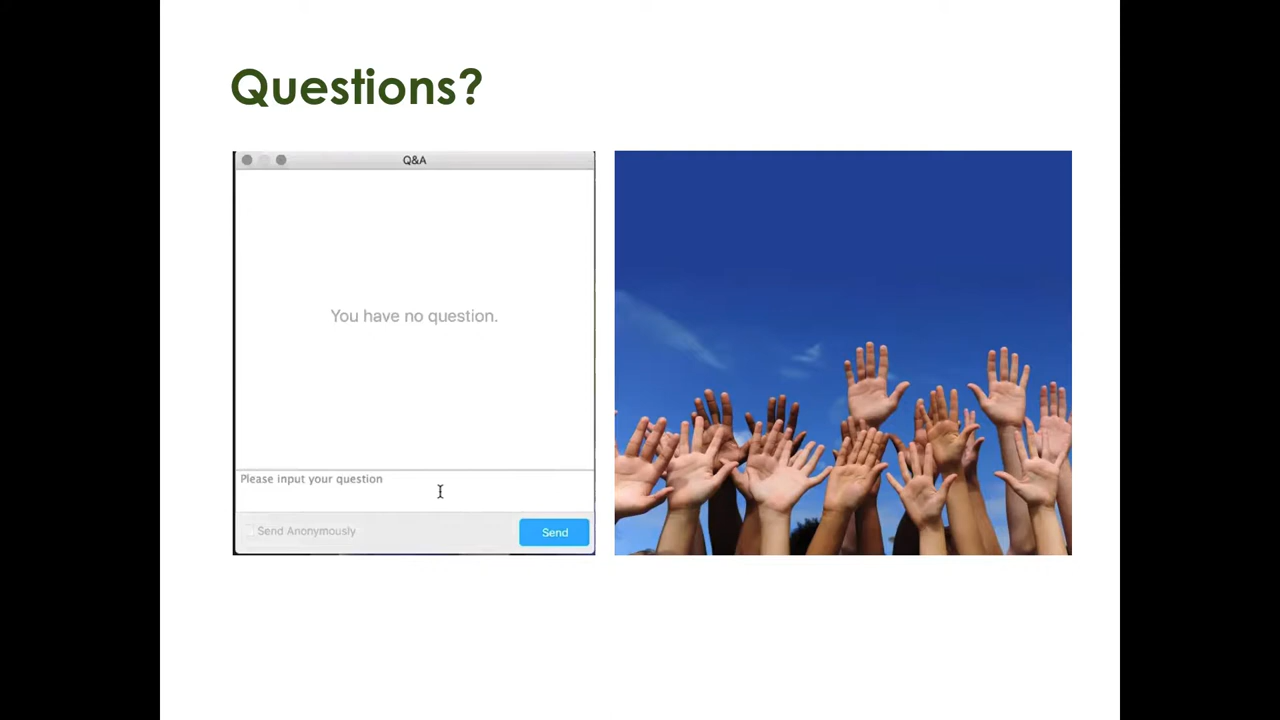 Questions?
Q&A
You have no question.
Please input your question
Send Anonymously
Send